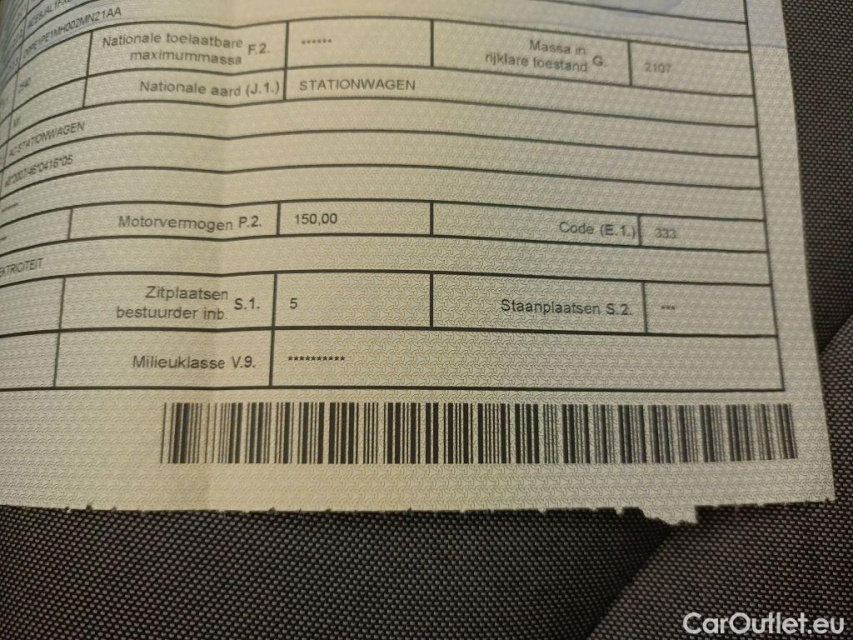 Nationale toelaatbare maximummassa F.2. ******
Massa in rijklare toestand G. 2107
Nationale aard (J.1.) STATIONWAGEN
AC STATIONWAGEN
Motorvermogen P.2. 150,00
Code (E.1.) 333
Zitplaatsen bestuurder inb. S.1. 5
Staanplaatsen S.2. ---
Milieuklasse V.9. **********
CarOutlet.eu